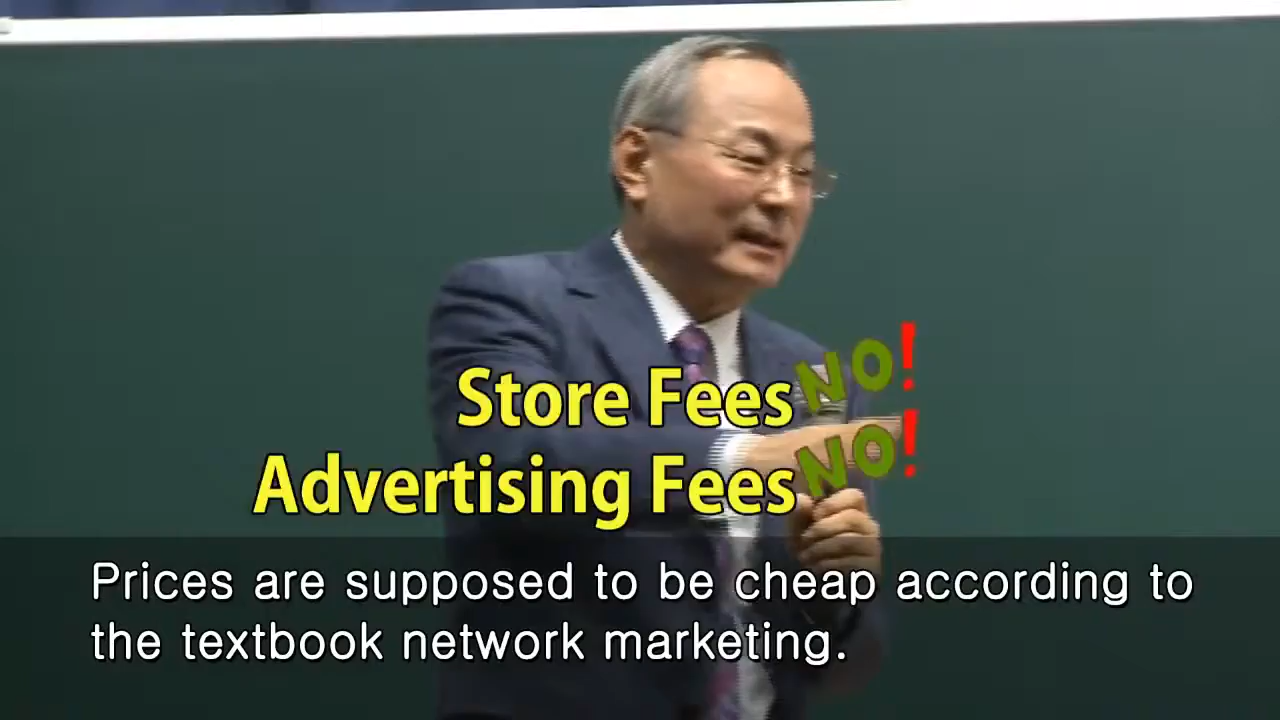 Store Fees NO!
Advertising Fees NO!
Prices are supposed to be cheap according to
the textbook network marketing.